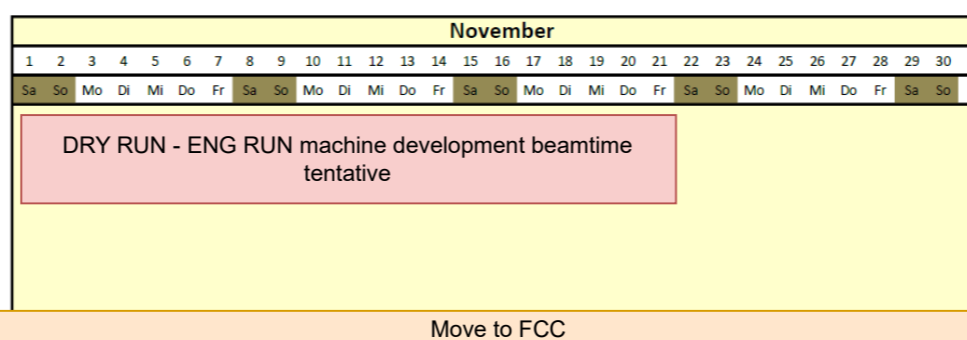 November
1 2 3 4 5 6 7 8 9 10 11 12 13 14 15 16 17 18 19 20 21 22 23 24 25 26 27 28 29 30
Sa So Mo Di Mi Do Fr Sa So Mo Di Mi Do Fr Sa So Mo Di Mi Do Fr Sa So Mo Di Mi Do Fr Sa So
DRY RUN - ENG RUN machine development beamtime
tentative
Move to FCC